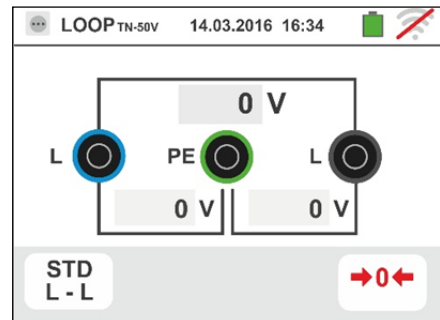 LOOP TN-50V 14.03.2016 16:34
0 V
L PE L
0 V 0 V
STD
L - L
➔0←